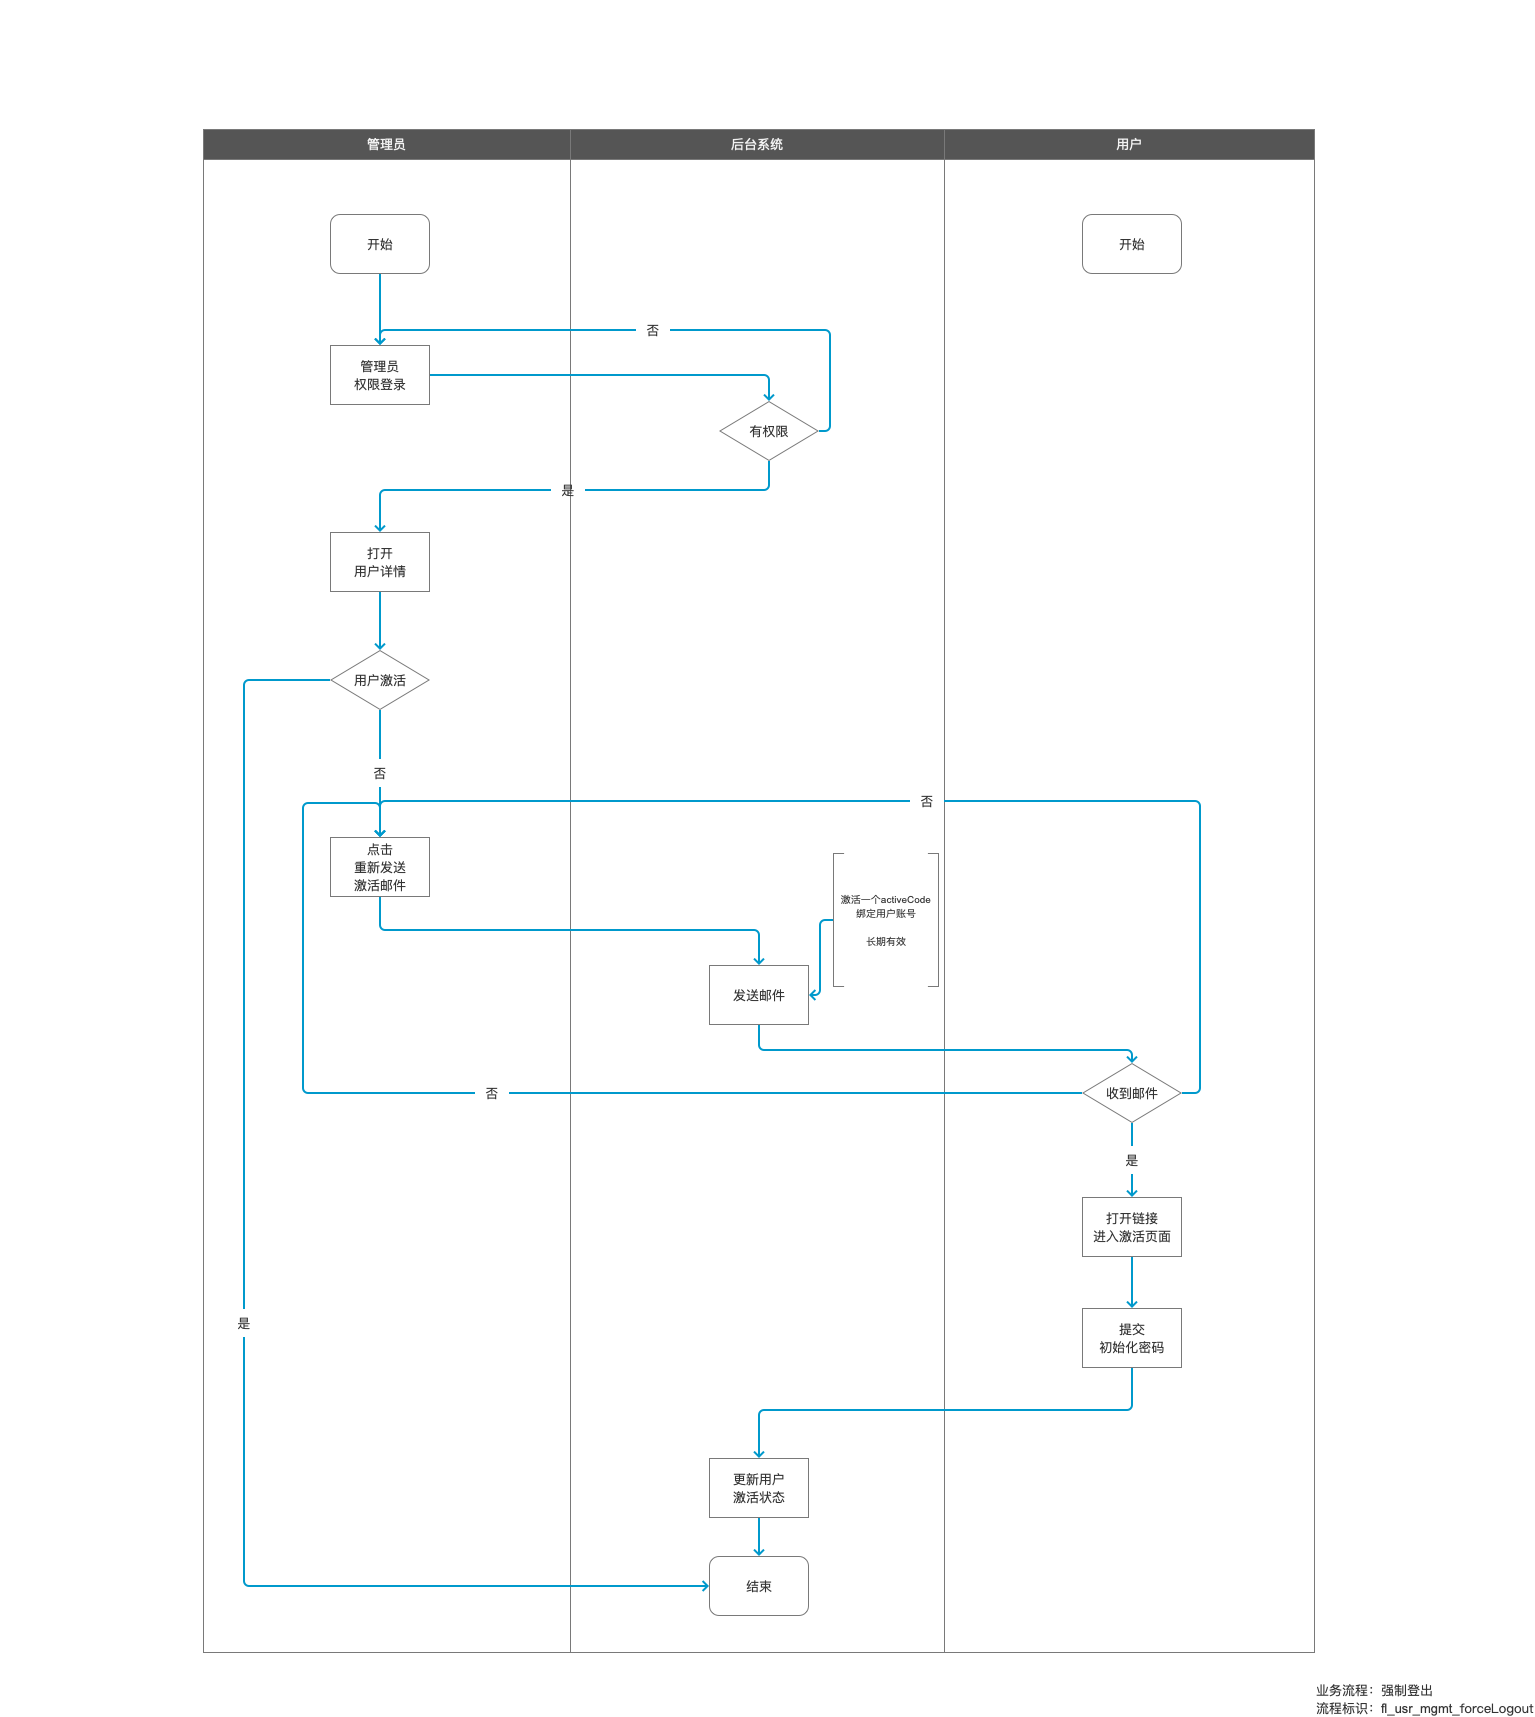 管理员
后台系统
用户
开始
开始
否
管理员
权限登录
有权限
是
打开
用户详情
用户激活
否
否
点击
重新发送
激活邮件
激活一个activeCode
绑定用户账号
长期有效
发送邮件
否
收到邮件
是
打开链接
进入激活页面
是
提交
初始化密码
更新用户
激活状态
结束
业务流程：强制登出
流程标识：fl_usr_mgmt_forceLogout